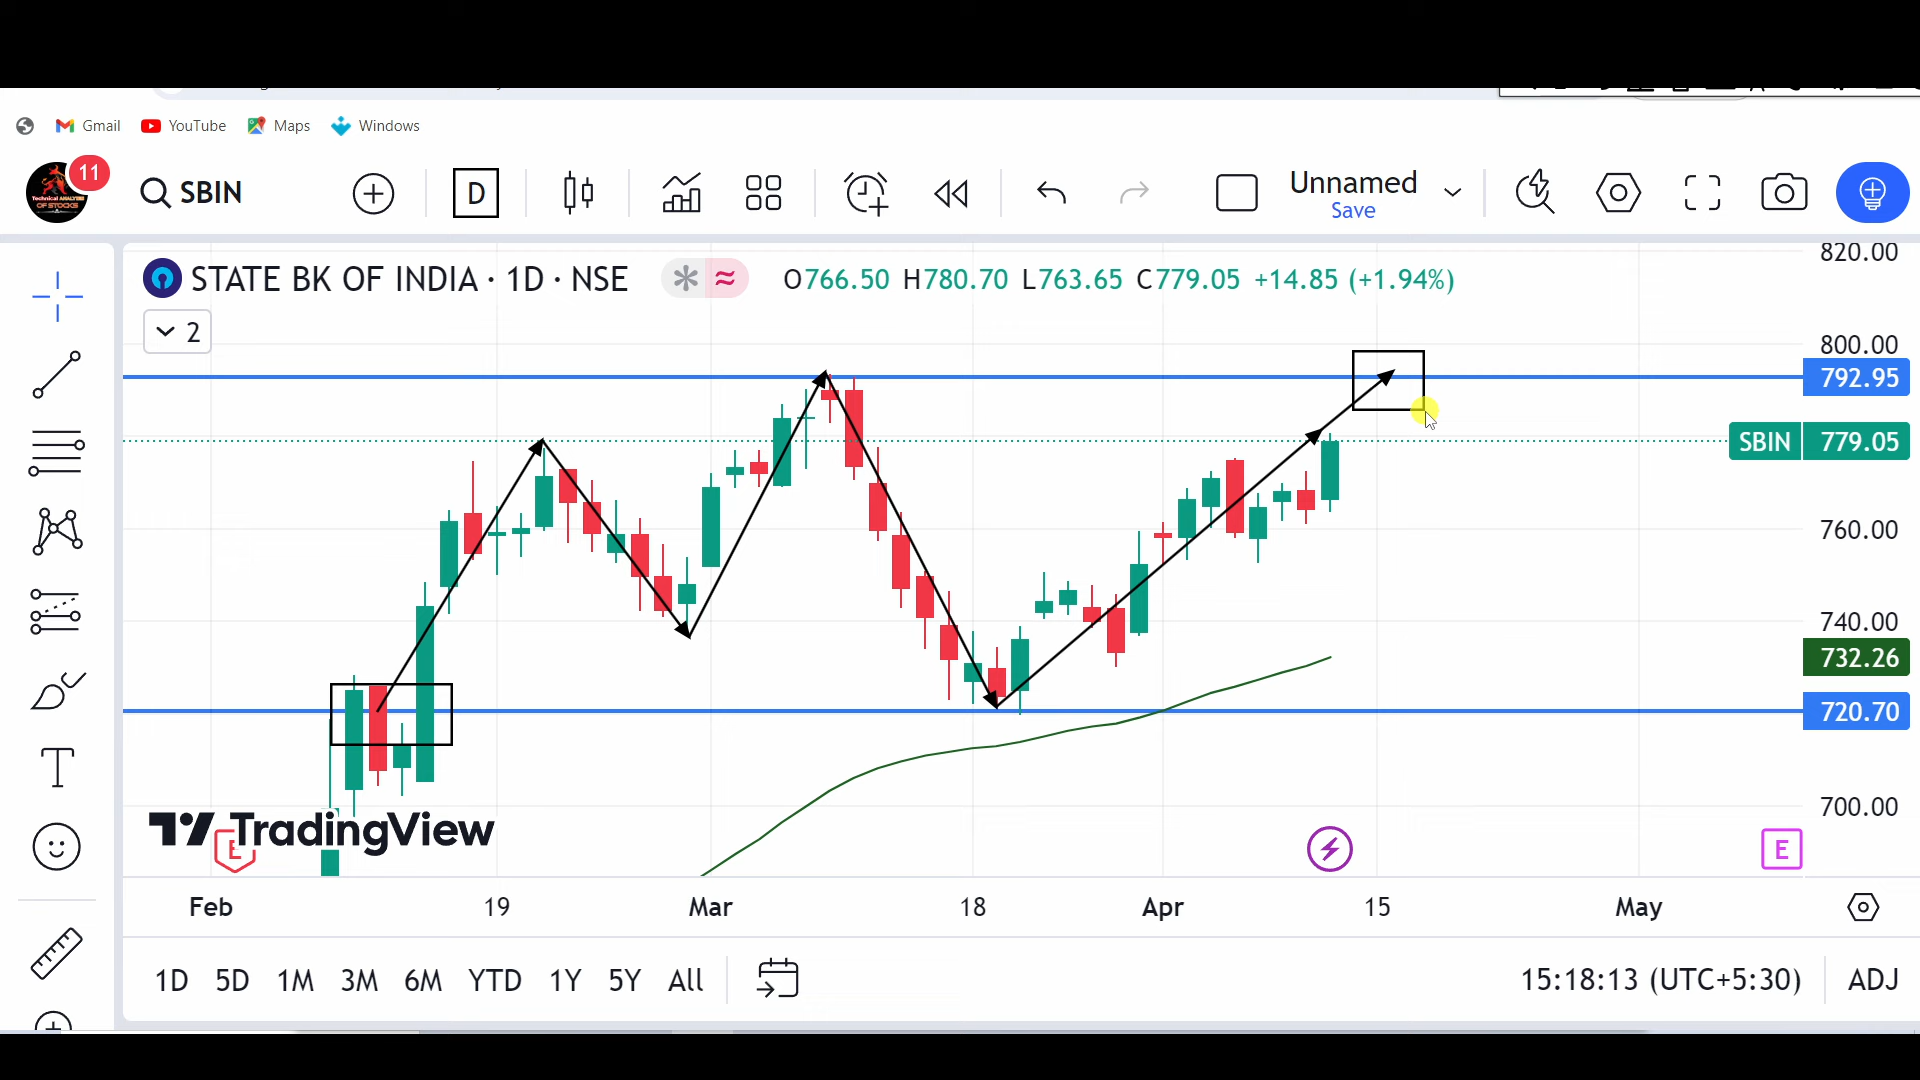 Gmail YouTube Maps Windows
11 SBIN D Unnamed
Save
820.00
STATE BK OF INDIA · 1D · NSE O766.50 H780.70 L763.65 C779.05 +14.85 (+1.94%)
2
800.00
792.95
SBIN 779.05
760.00
740.00
732.26
720.70
700.00
TradingView
E
E
Feb 19 Mar 18 Apr 15 May
1D 5D 1M 3M 6M YTD 1Y 5Y All 15:18:13 (UTC+5:30) ADJ